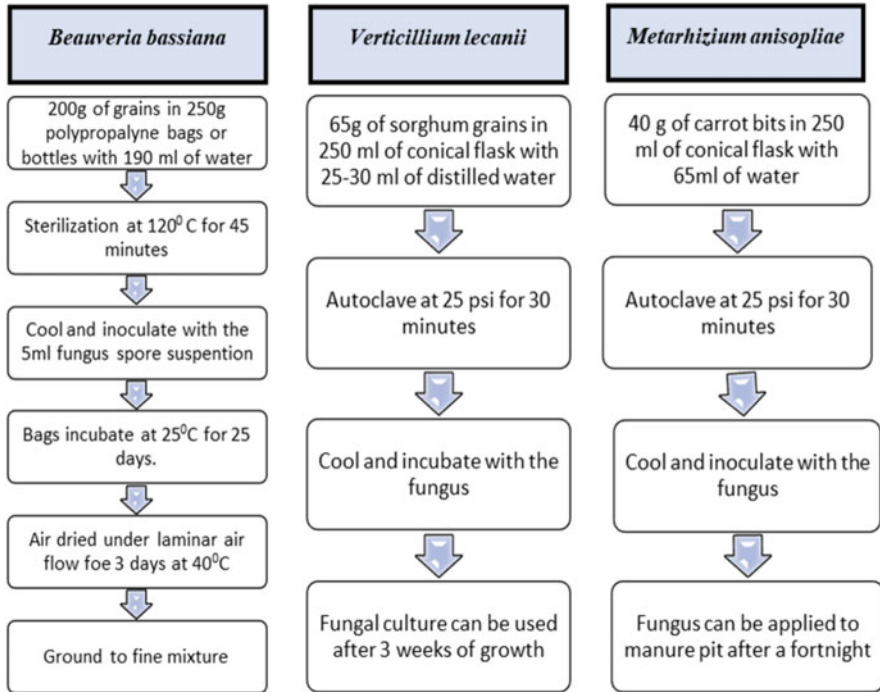 Beauveria bassiana
200g of grains in 250g
polypropalyne bags or
bottles with 190 ml of water
Sterilization at 120⁰ C for 45
minutes
Cool and inoculate with the
5ml fungus spore suspention
Bags incubate at 25⁰C for 25
days.
Air dried under laminar air
flow foe 3 days at 40⁰C
Ground to fine mixture
Verticillium lecanii
65g of sorghum grains in
250 ml of conical flask with
25-30 ml of distilled water
Autoclave at 25 psi for 30
minutes
Cool and incubate with the
fungus
Fungal culture can be used
after 3 weeks of growth
Metarhizium anisopliae
40 g of carrot bits in 250
ml of conical flask with
65ml of water
Autoclave at 25 psi for 30
minutes
Cool and inoculate with the
fungus
Fungus can be applied to
manure pit after a fortnight